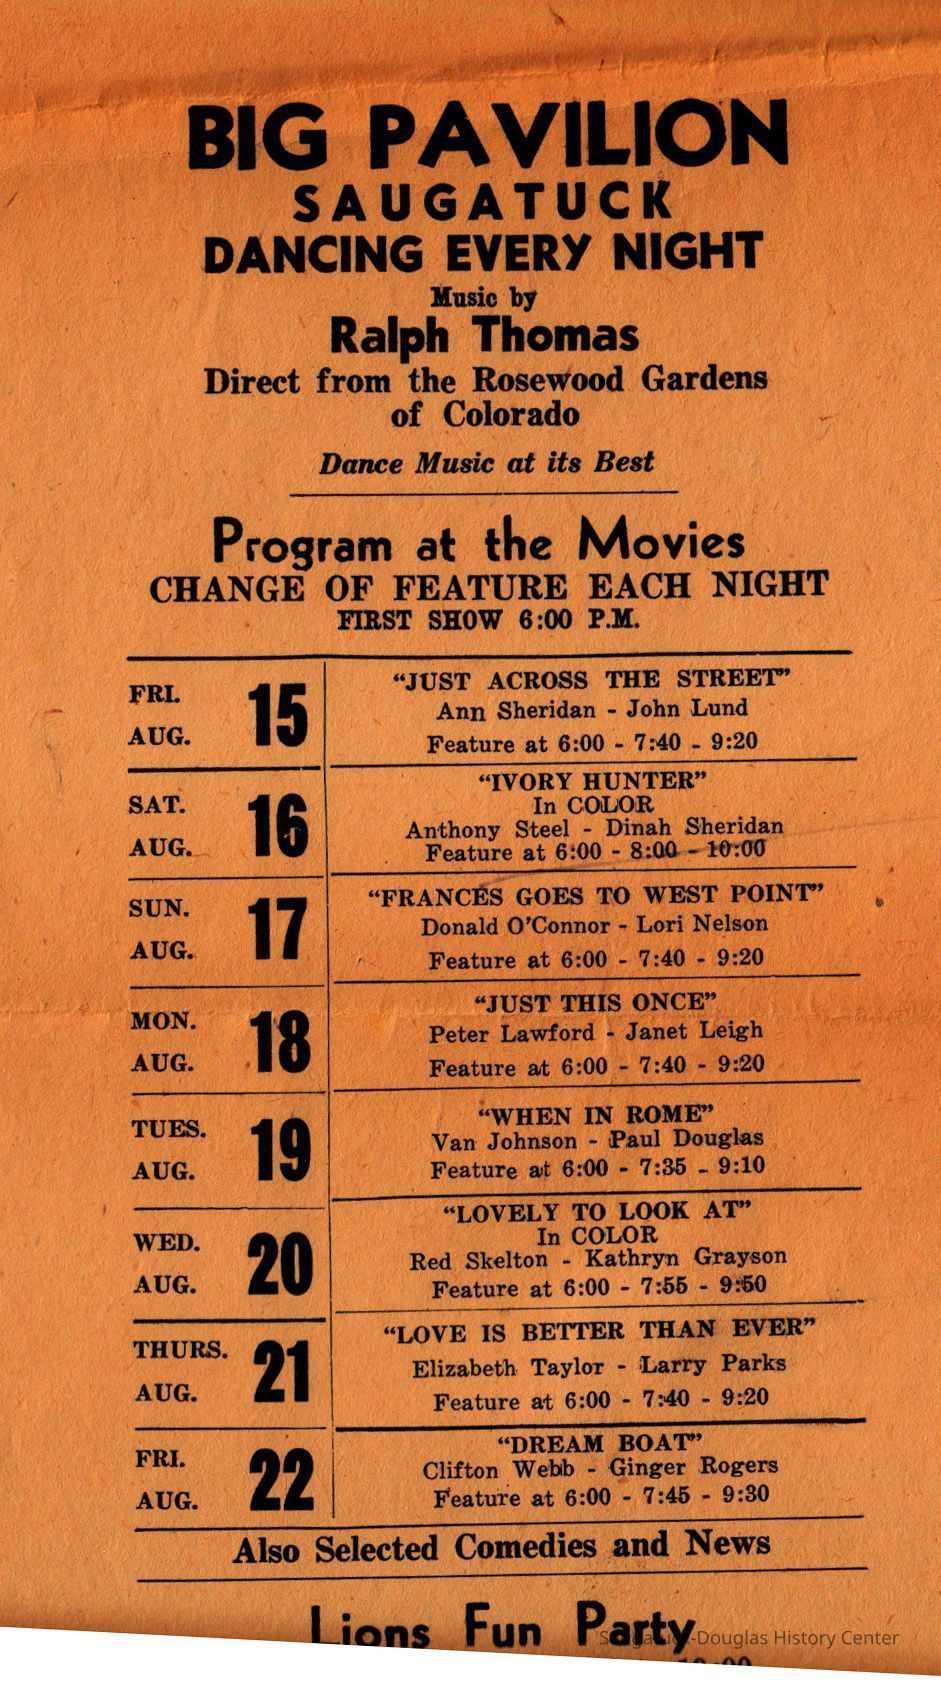 BIG PAVILION
SAUGATUCK
DANCING EVERY NIGHT
Music by
Ralph Thomas
Direct from the Rosewood Gardens
of Colorado
Dance Music at its Best
Program at the Movies
CHANGE OF FEATURE EACH NIGHT
FIRST SHOW 6:00 P.M.
FRI.
AUG.
15
“JUST ACROSS THE STREET”
Ann Sheridan - John Lund
Feature at 6:00 - 7:40 - 9:20
SAT.
AUG.
16
“IVORY HUNTER”
In COLOR
Anthony Steel - Dinah Sheridan
Feature at 6:00 - 8:00 - 10:00
SUN.
AUG.
17
“FRANCES GOES TO WEST POINT”
Donald O'Connor - Lori Nelson
Feature at 6:00 - 7:40 - 9:20
MON.
AUG.
18
“JUST THIS ONCE”
Peter Lawford - Janet Leigh
Feature at 6:00 - 7:40 - 9:20
TUES.
AUG.
19
“WHEN IN ROME”
Van Johnson - Paul Douglas
Feature at 6:00 - 7:35 - 9:10
WED.
AUG.
20
“LOVELY TO LOOK AT”
In COLOR
Red Skelton - Kathryn Grayson
Feature at 6:00 - 7:55 - 9:50
THURS.
AUG.
21
“LOVE IS BETTER THAN EVER”
Elizabeth Taylor - Larry Parks
Feature at 6:00 - 7:40 - 9:20
FRI.
AUG.
22
“DREAM BOAT”
Clifton Webb - Ginger Rogers
Feature at 6:00 - 7:45 - 9:30
Also Selected Comedies and News
Lions Fun Party
Saugatuck-Douglas History Center